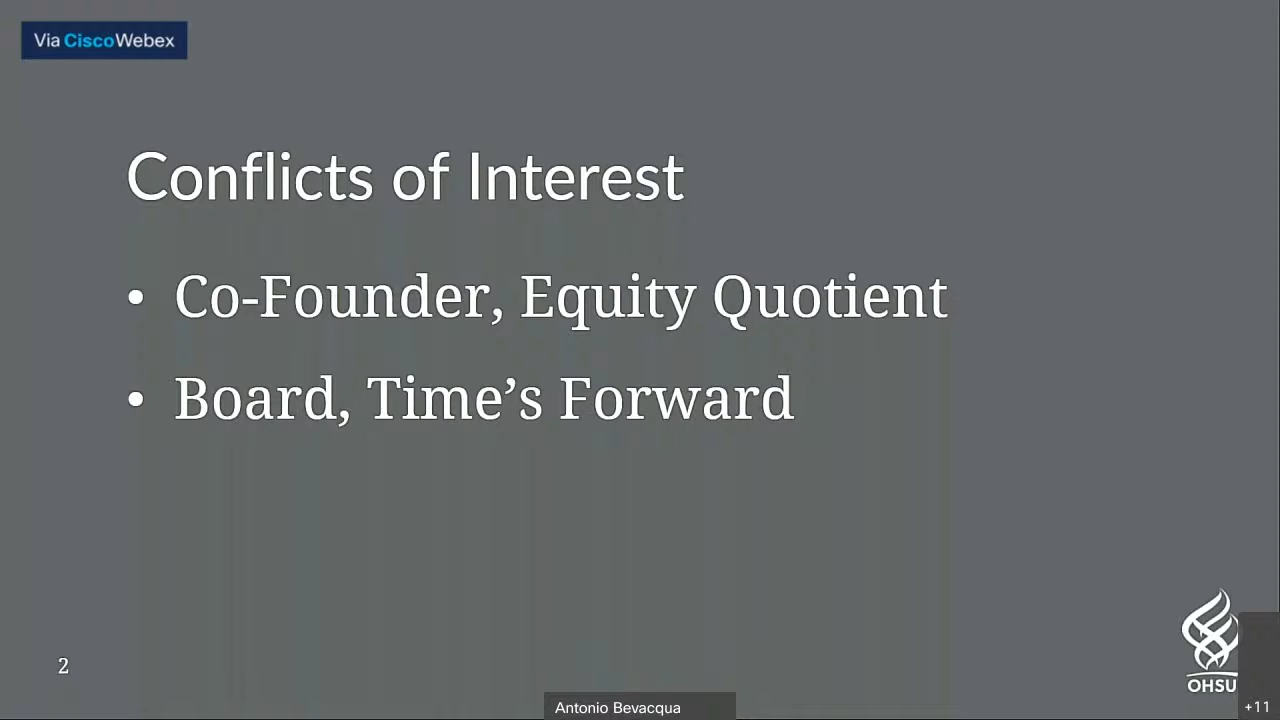 Via CiscoWebex
Conflicts of Interest
• Co-Founder, Equity Quotient
• Board, Time’s Forward
2
OHSU
Antonio Bevacqua
+11